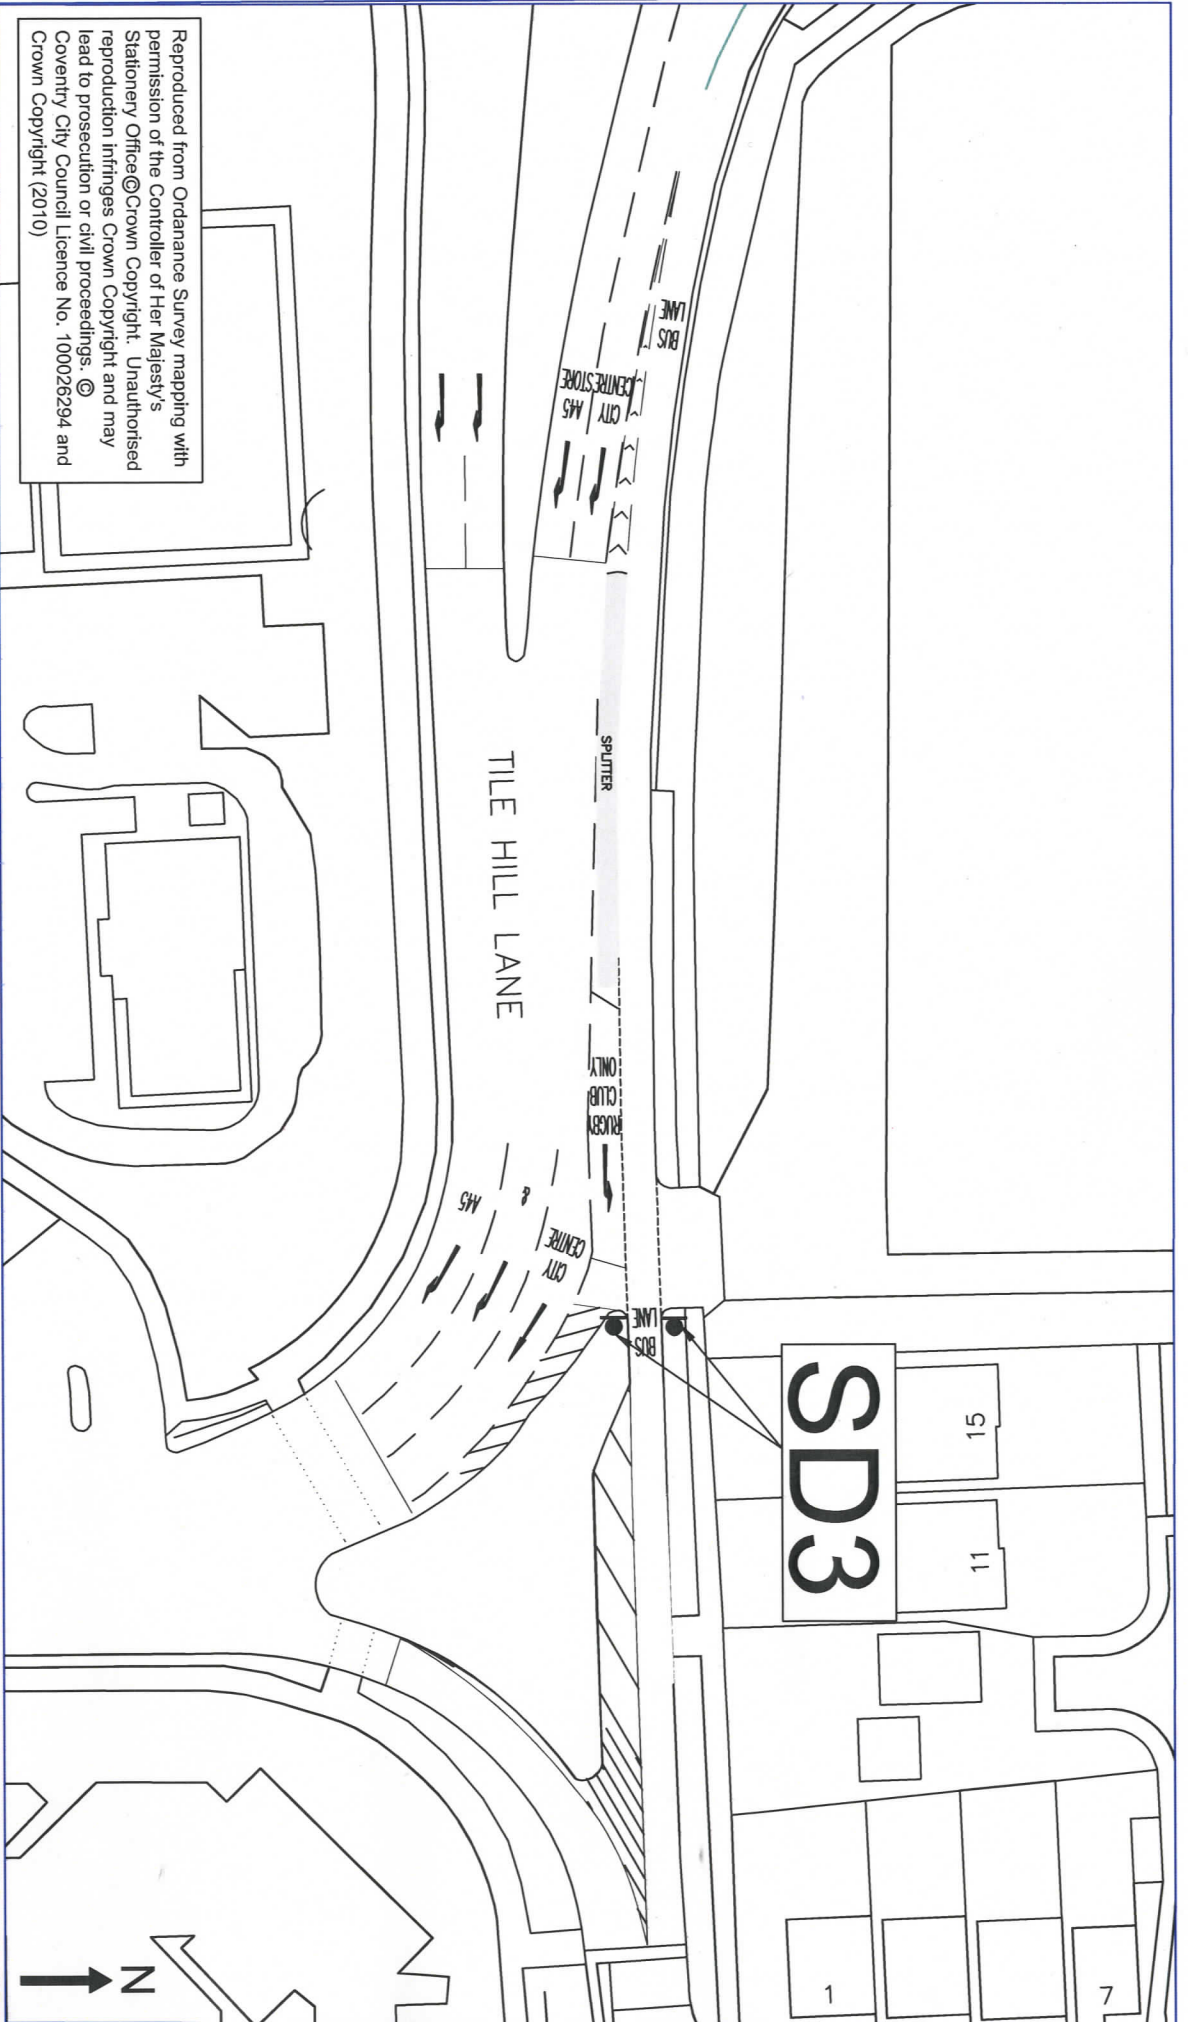 Reproduced from Ordanance Survey mapping with
permission of the Controller of Her Majesty's
Stationery Office©Crown Copyright. Unauthorised
reproduction infringes Crown Copyright and may
lead to prosecution or civil proceedings. ©
Coventry City Council Licence No. 100026294 and
Crown Copyright (2010)
BUS
LANE
CITY
CENTRE
A45
STORE
SPLITTER
TILE HILL LANE
RUGBY
CLUB
ONLY
CITY
CENTRE
&
A45
BUS
LANE
SD3
15
11
1
7
N